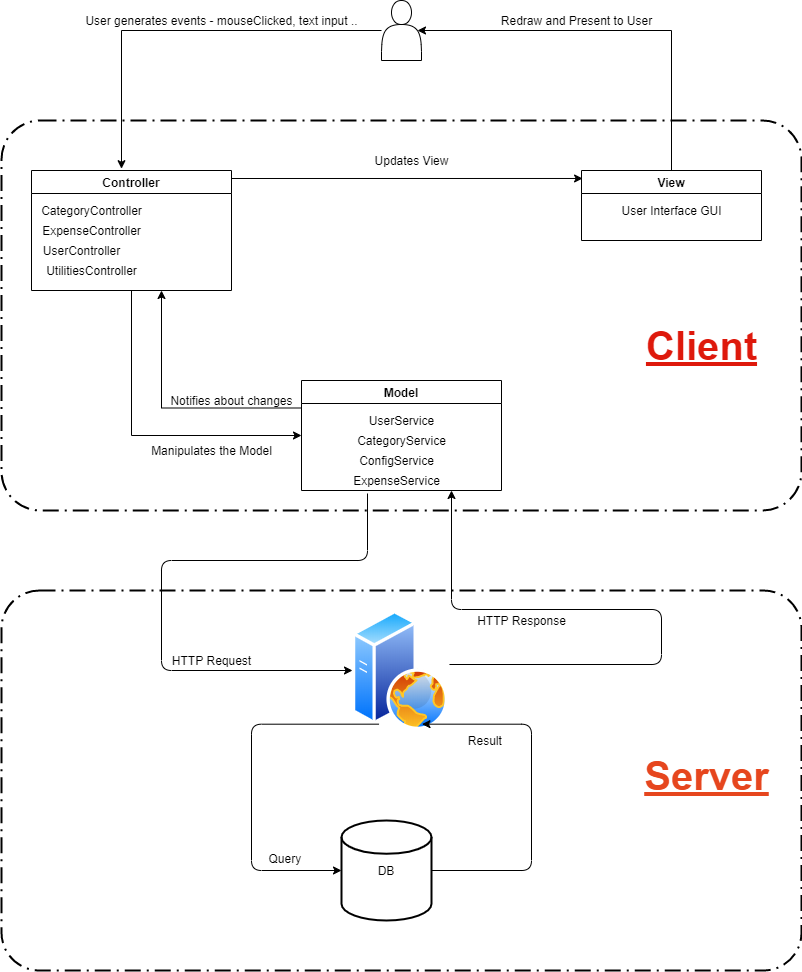 User generates events - mouseClicked, text input ..
Redraw and Present to User
Updates View
Controller
CategoryController
ExpenseController
UserController
UtilitiesController
View
User Interface GUI
Client
Notifies about changes
Manipulates the Model
Model
UserService
CategoryService
ConfigService
ExpenseService
HTTP Response
HTTP Request
Result
Server
Query
DB